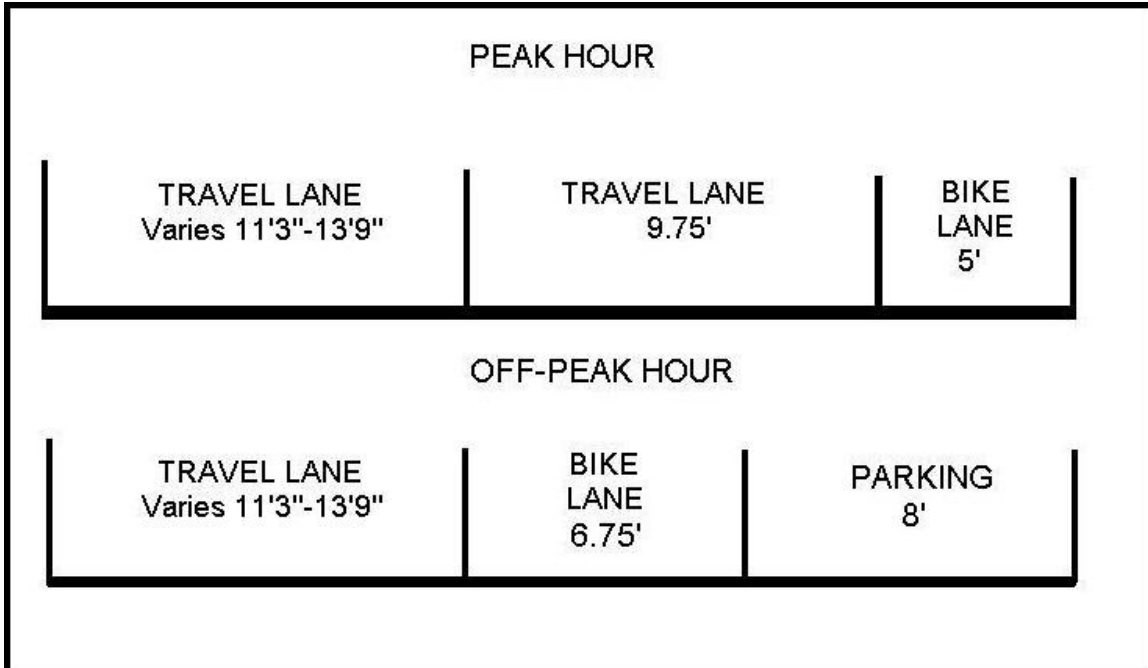 PEAK HOUR
TRAVEL LANE
Varies 11'3"-13'9"
TRAVEL LANE
9.75'
BIKE
LANE
5'
OFF-PEAK HOUR
TRAVEL LANE
Varies 11'3"-13'9"
BIKE
LANE
6.75'
PARKING
8'